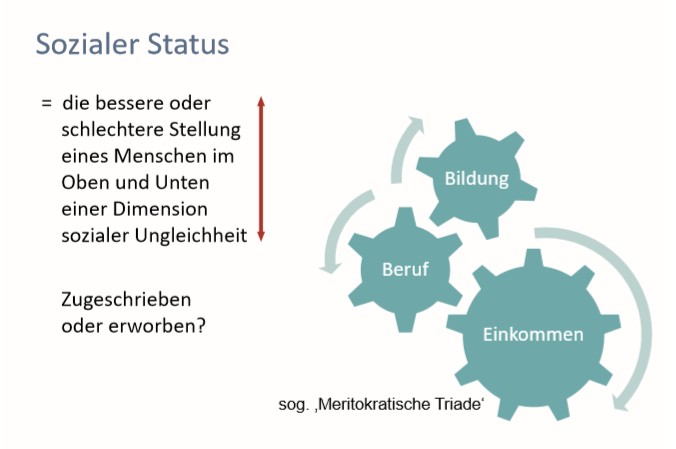 Sozialer Status
= die bessere oder
schlechtere Stellung
eines Menschen im
Oben und Unten
einer Dimension
sozialer Ungleichheit
Zugeschrieben
oder erworben?
Bildung
Beruf
Einkommen
sog. ‚Meritokratische Triade‘